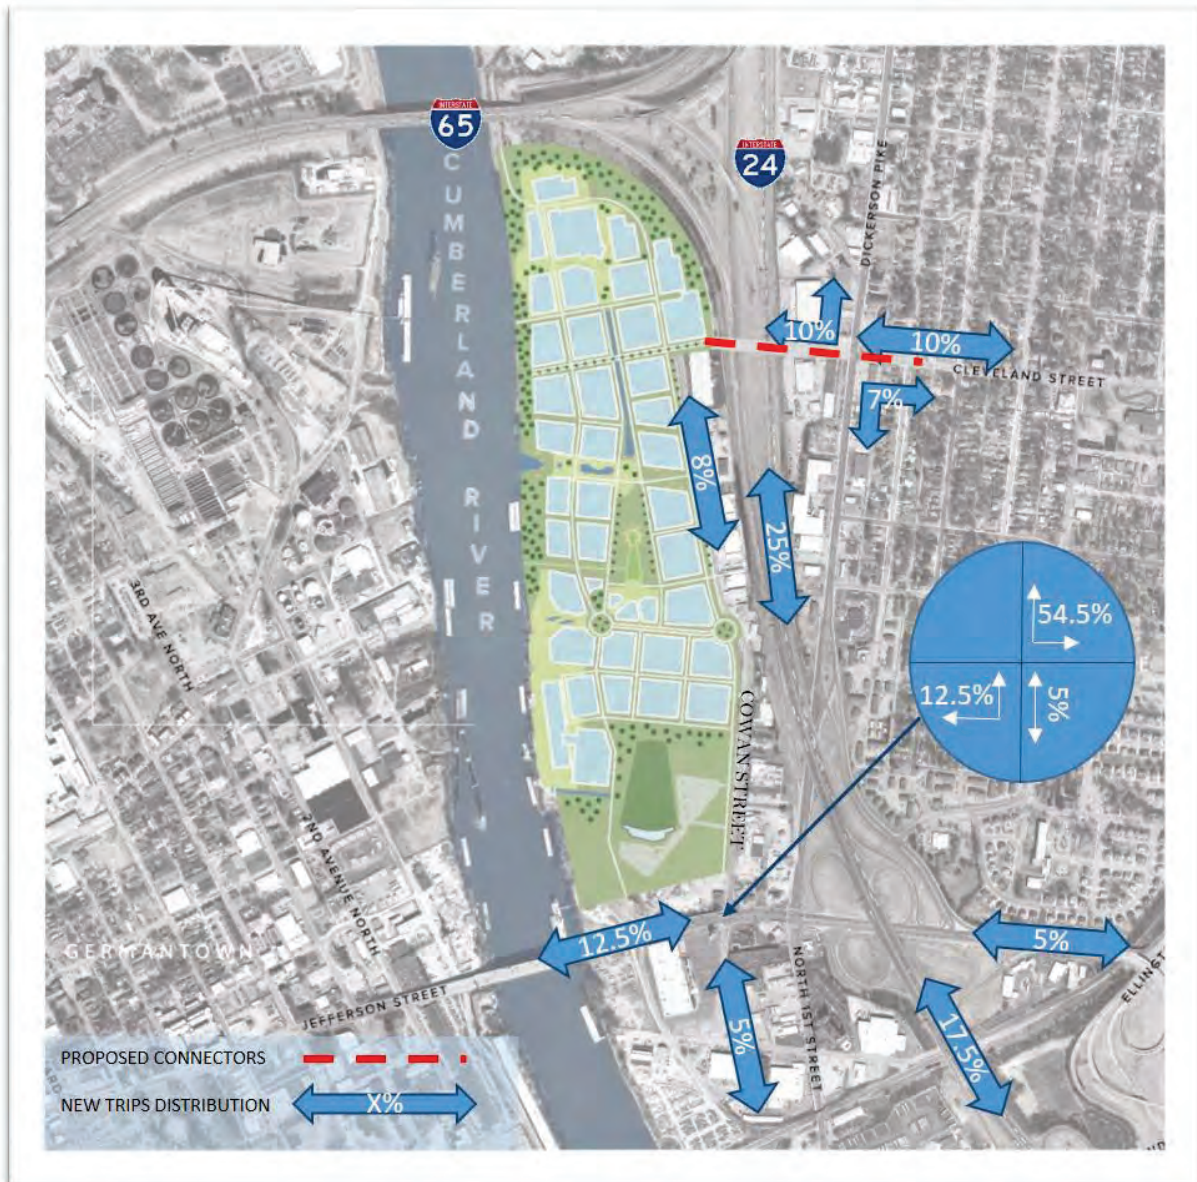 INTERSTATE
65
INTERSTATE
24
CUMBERLAND RIVER
DICKERSON PIKE
10%
10%
CLEVELAND STREET
7%
8%
25%
54.5%
12.5%
5%
3RD AVE NORTH
COWAN STREET
2ND AVENUE NORTH
GERMANTOWN
12.5%
5%
JEFFERSON STREET
NORTH 1ST STREET
5%
17.5%
PROPOSED CONNECTORS
NEW TRIPS DISTRIBUTION
X%